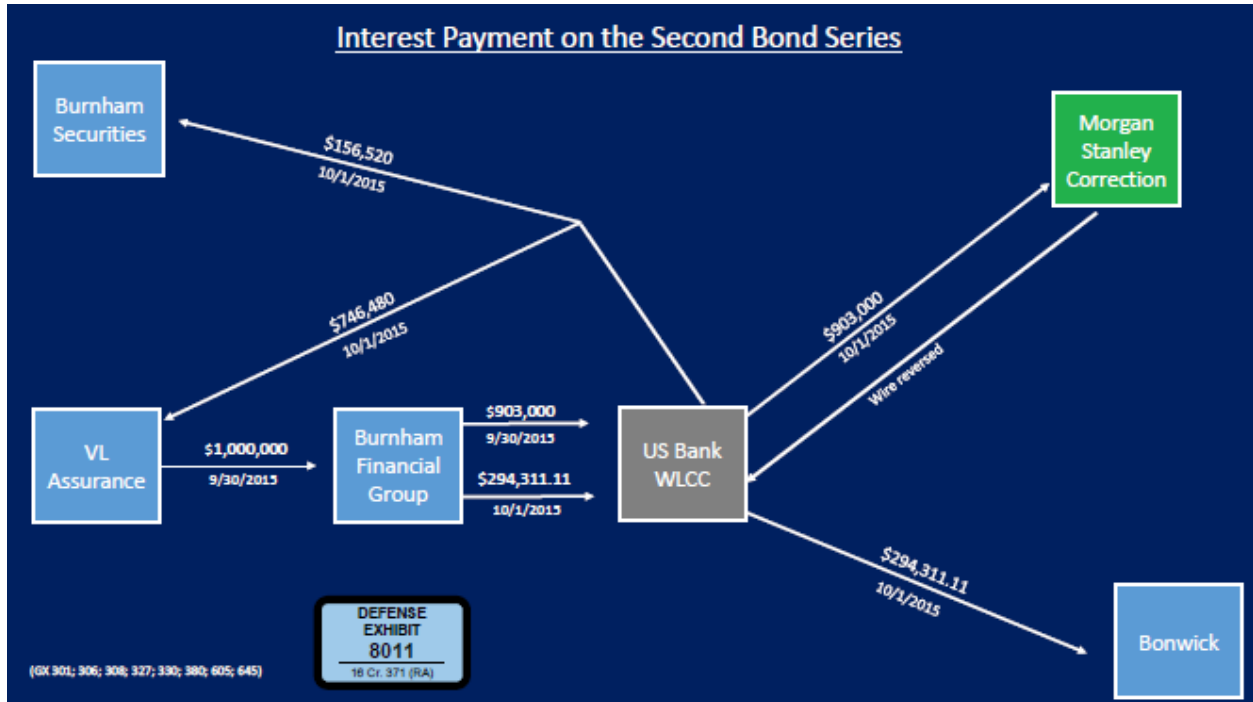 Interest Payment on the Second Bond Series
Burnham
Securities
Morgan
Stanley
Correction
$156,520
10/1/2015
$746,480
10/1/2015
$903,000
10/1/2015
Wire reversed
VL
Assurance
$1,000,000
9/30/2015
Burnham
Financial
Group
$903,000
9/30/2015
$294,311.11
10/1/2015
US Bank
WLCC
$294,311.11
10/1/2015
Bonwick
DEFENSE
EXHIBIT
8011
16 Cr. 371 (RA)
(GX 301; 306; 308; 327; 330; 380; 605; 645)